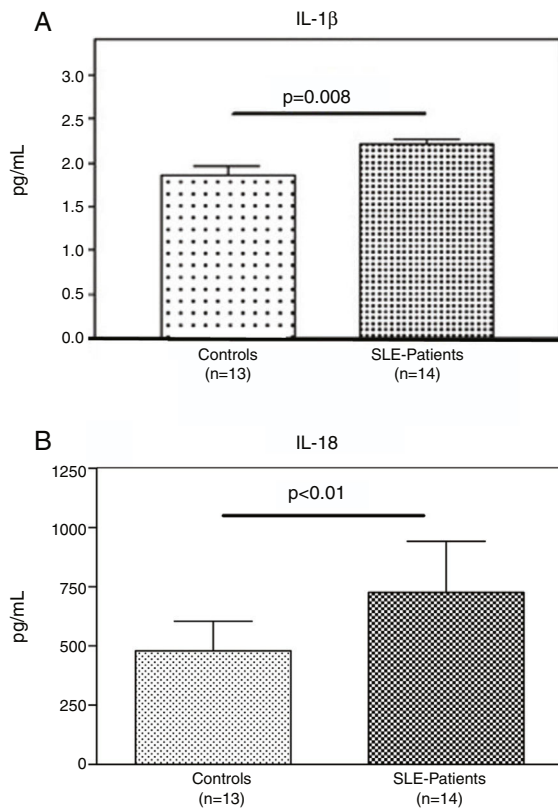 A
IL-1β
3.0
2.5
2.0
1.5
1.0
0.5
0.0
pg/mL
p=0.008
Controls
(n=13)
SLE-Patients
(n=14)
B
IL-18
1250
1000
750
500
250
0
pg/mL
p<0.01
Controls
(n=13)
SLE-Patients
(n=14)